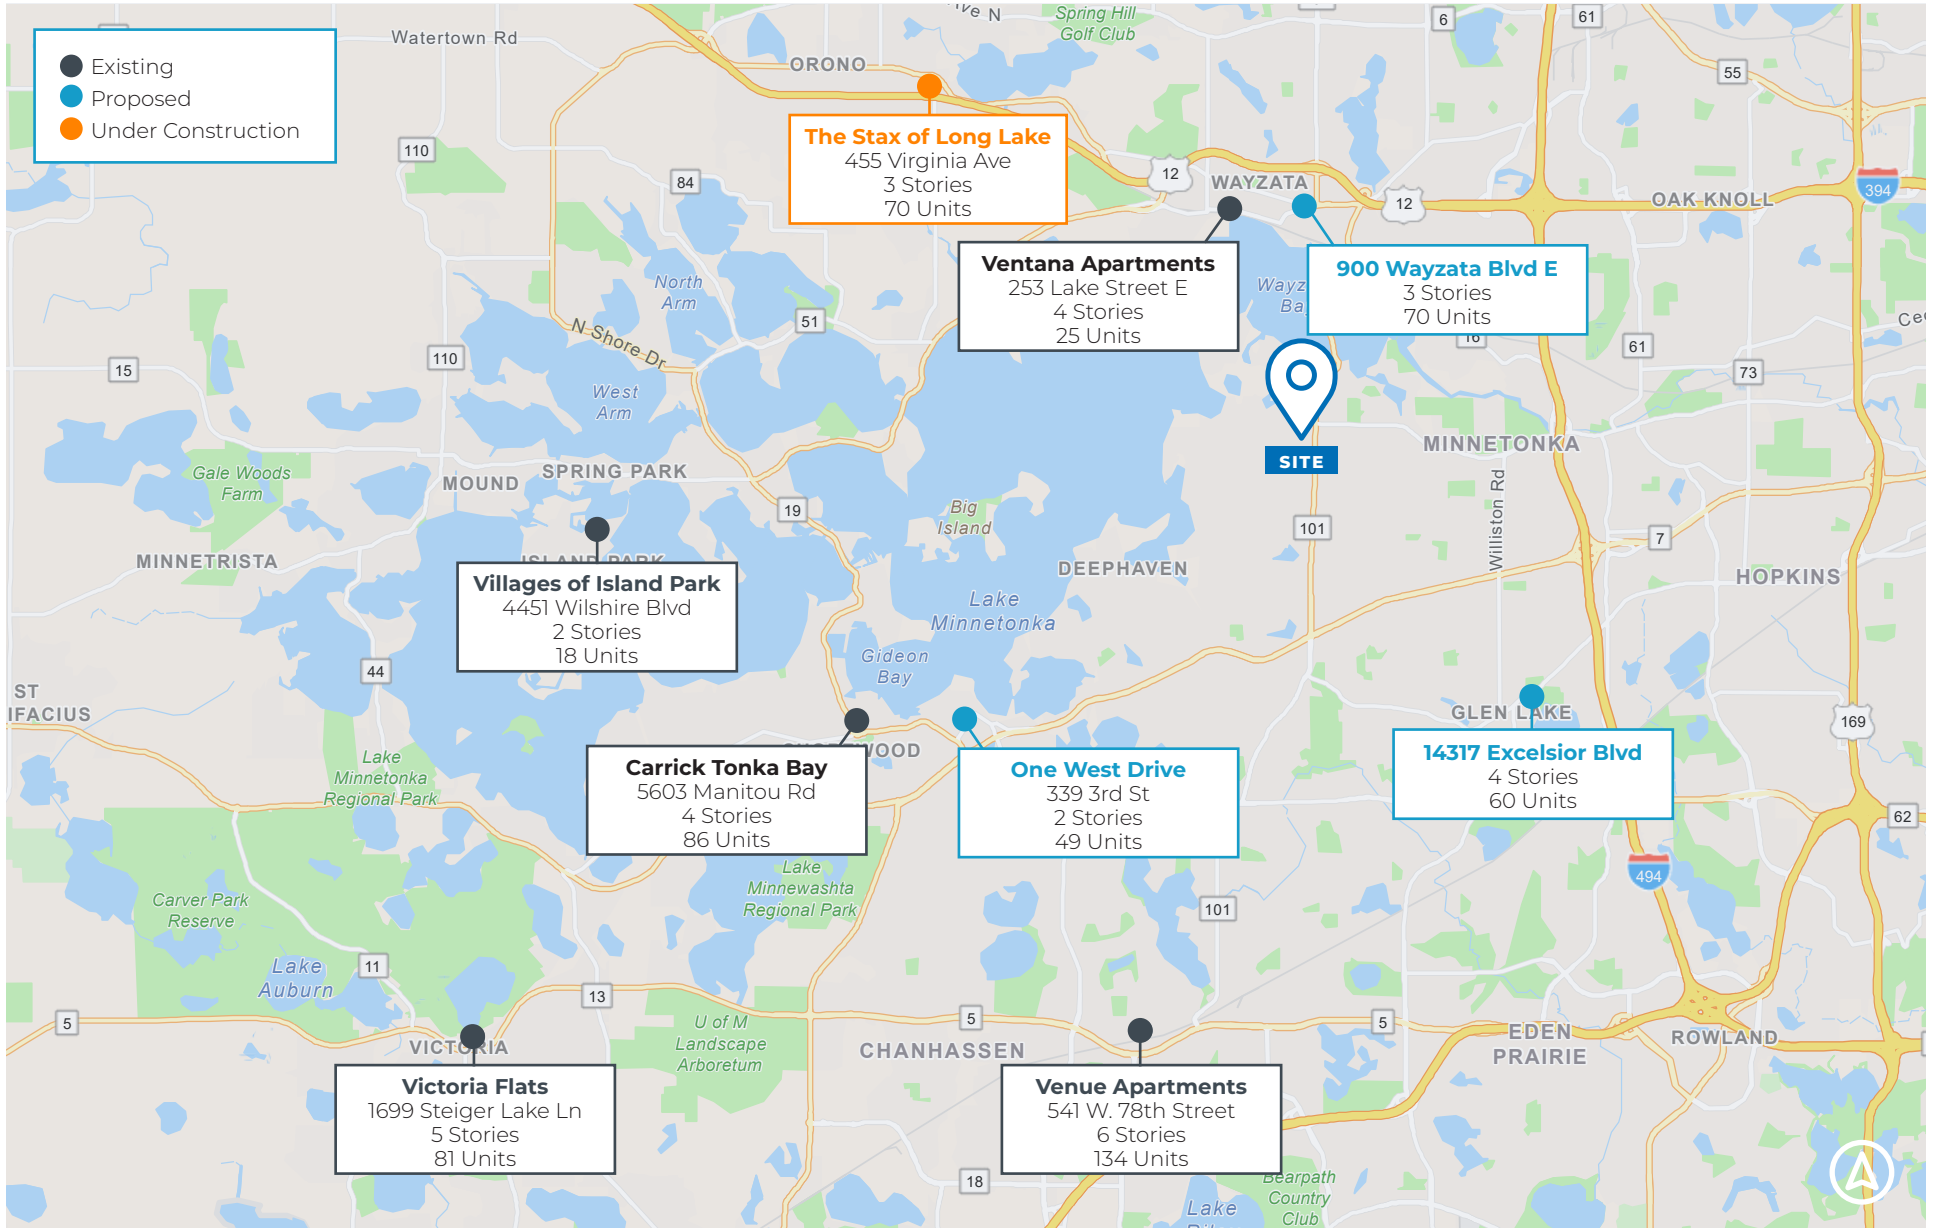 Existing
Proposed
Under Construction
Watertown Rd
Ave N
Spring Hill
Golf Club
6
61
55
ORONO
The Stax of Long Lake
455 Virginia Ave
3 Stories
70 Units
110
84
12
WAYZATA
12
OAK KNOLL
394
Ventana Apartments
253 Lake Street E
4 Stories
25 Units
900 Wayzata Blvd E
3 Stories
70 Units
North
Arm
51
N Shore Dr
110
15
West
Arm
16
61
73
SITE
MINNETONKA
Gale Woods
Farm
MOUND
SPRING PARK
19
Big
Island
101
Williston Rd
7
MINNETRISTA
ISLAND PARK
DEEPHAVEN
HOPKINS
Villages of Island Park
4451 Wilshire Blvd
2 Stories
18 Units
Lake
Minnetonka
Gideon
Bay
44
ST
IFACIUS
GLEN LAKE
169
Carrick Tonka Bay
5603 Manitou Rd
4 Stories
86 Units
One West Drive
339 3rd St
2 Stories
49 Units
14317 Excelsior Blvd
4 Stories
60 Units
Lake
Minnetonka
Regional Park
62
494
Carver Park
Reserve
Lake
Minnewashta
Regional Park
101
Lake
Auburn
11
13
5
5
5
VICTORIA
U of M
Landscape
Arboretum
CHANHASSEN
EDEN
PRAIRIE
ROWLAND
Victoria Flats
1699 Steiger Lake Ln
5 Stories
81 Units
Venue Apartments
541 W. 78th Street
6 Stories
134 Units
18
Bearpath
Country
Club
Lake